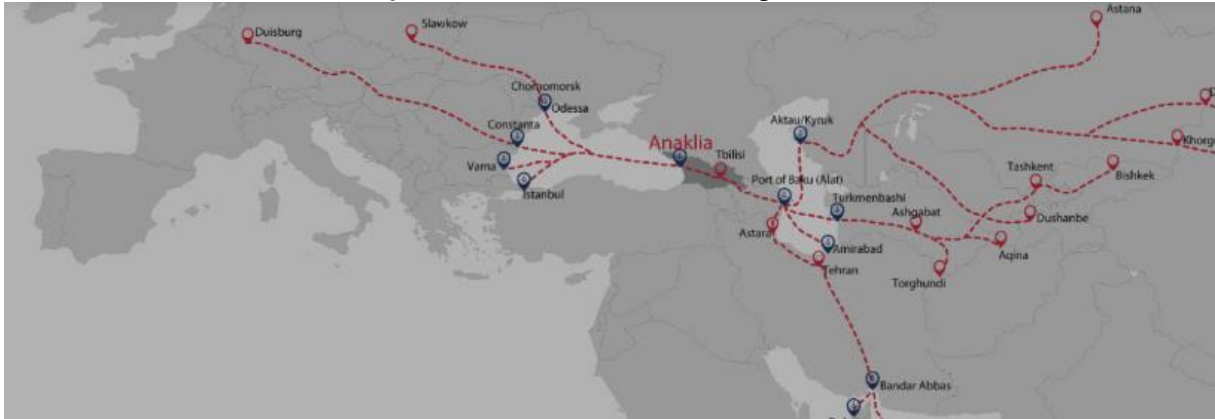 Astana
Slawkow
Duisburg
Odessa
Constanta
Aktau/Kyruk
Anaklia
Tbilisi
Varna
Istanbul
Port of Baku (Alat)
Turkmenbashi
Ashgabat
Tashkent
Bishkek
Dushanbe
Astara
Amirabad
Tehran
Aqina
Torghundi
Bandar Abbas